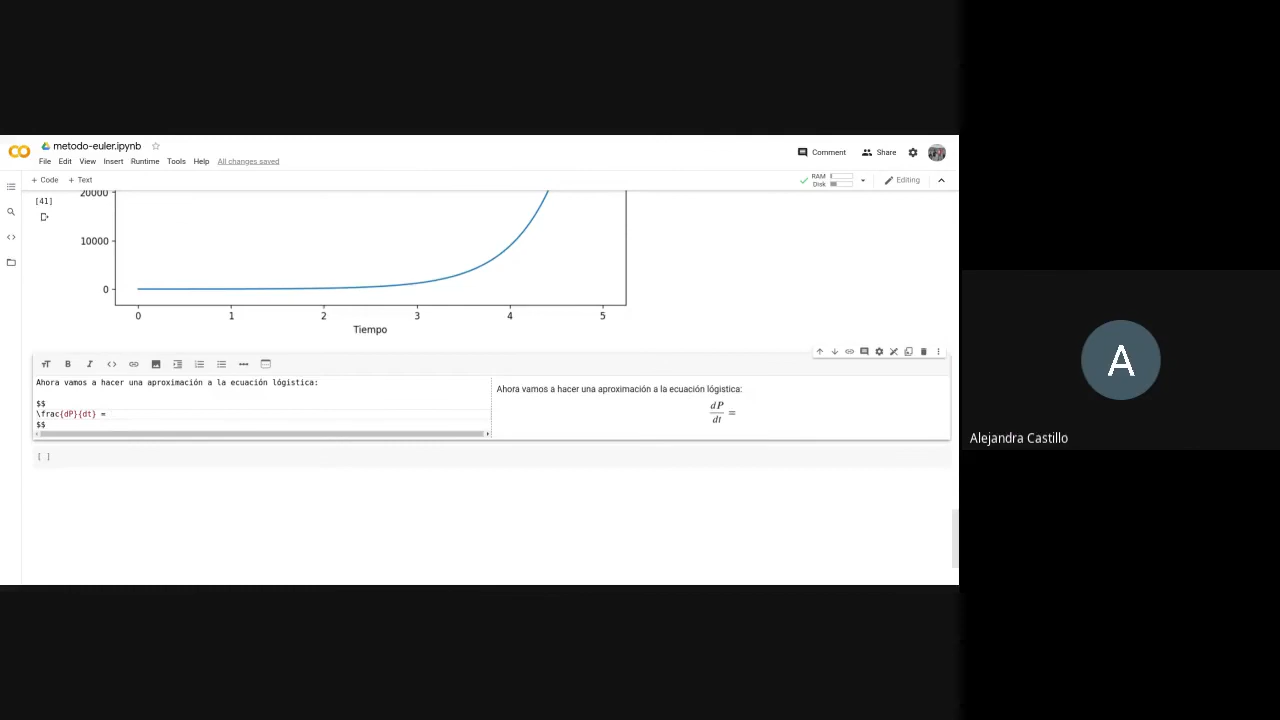 metodo-euler.ipynb
Comment
Share
File Edit View Insert Runtime Tools Help All changes saved
+ Code + Text
RAM
Disk
Editing
[41]
20000
10000
0
0 1 2 3 4 5
Tiempo
Ahora vamos a hacer una aproximación a la ecuación lógistica:
$$
\frac{dP}{dt} =
$$
Ahora vamos a hacer una aproximación a la ecuación lógistica:
dP
dt =
[ ]
A
Alejandra Castillo